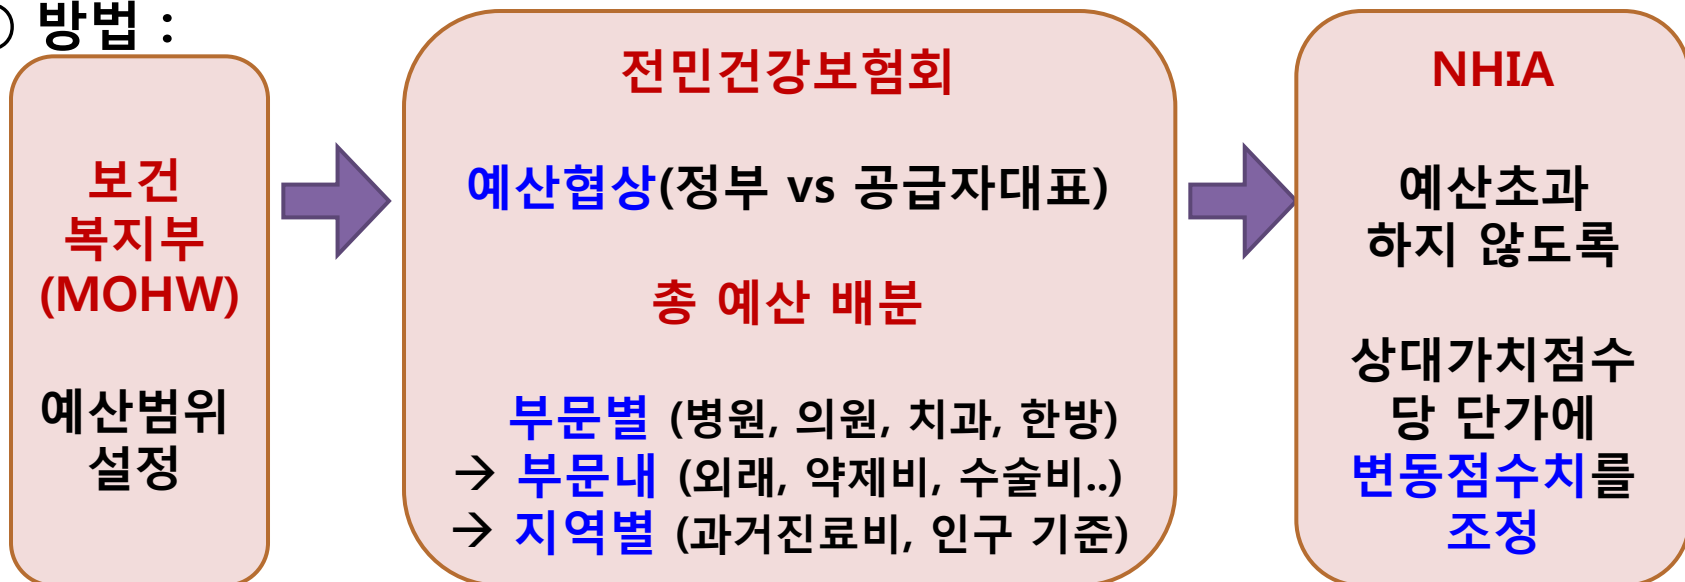 방법 :
보건
복지부
(MOHW)
예산범위
설정
전민건강보험회
예산협상(정부 vs 공급자대표)
총 예산 배분
부문별 (병원, 의원, 치과, 한방)
→ 부문내 (외래, 약제비, 수술비..)
→ 지역별 (과거진료비, 인구 기준)
NHIA
예산초과
하지 않도록
상대가치점수
당 단가에
변동점수치를
조정